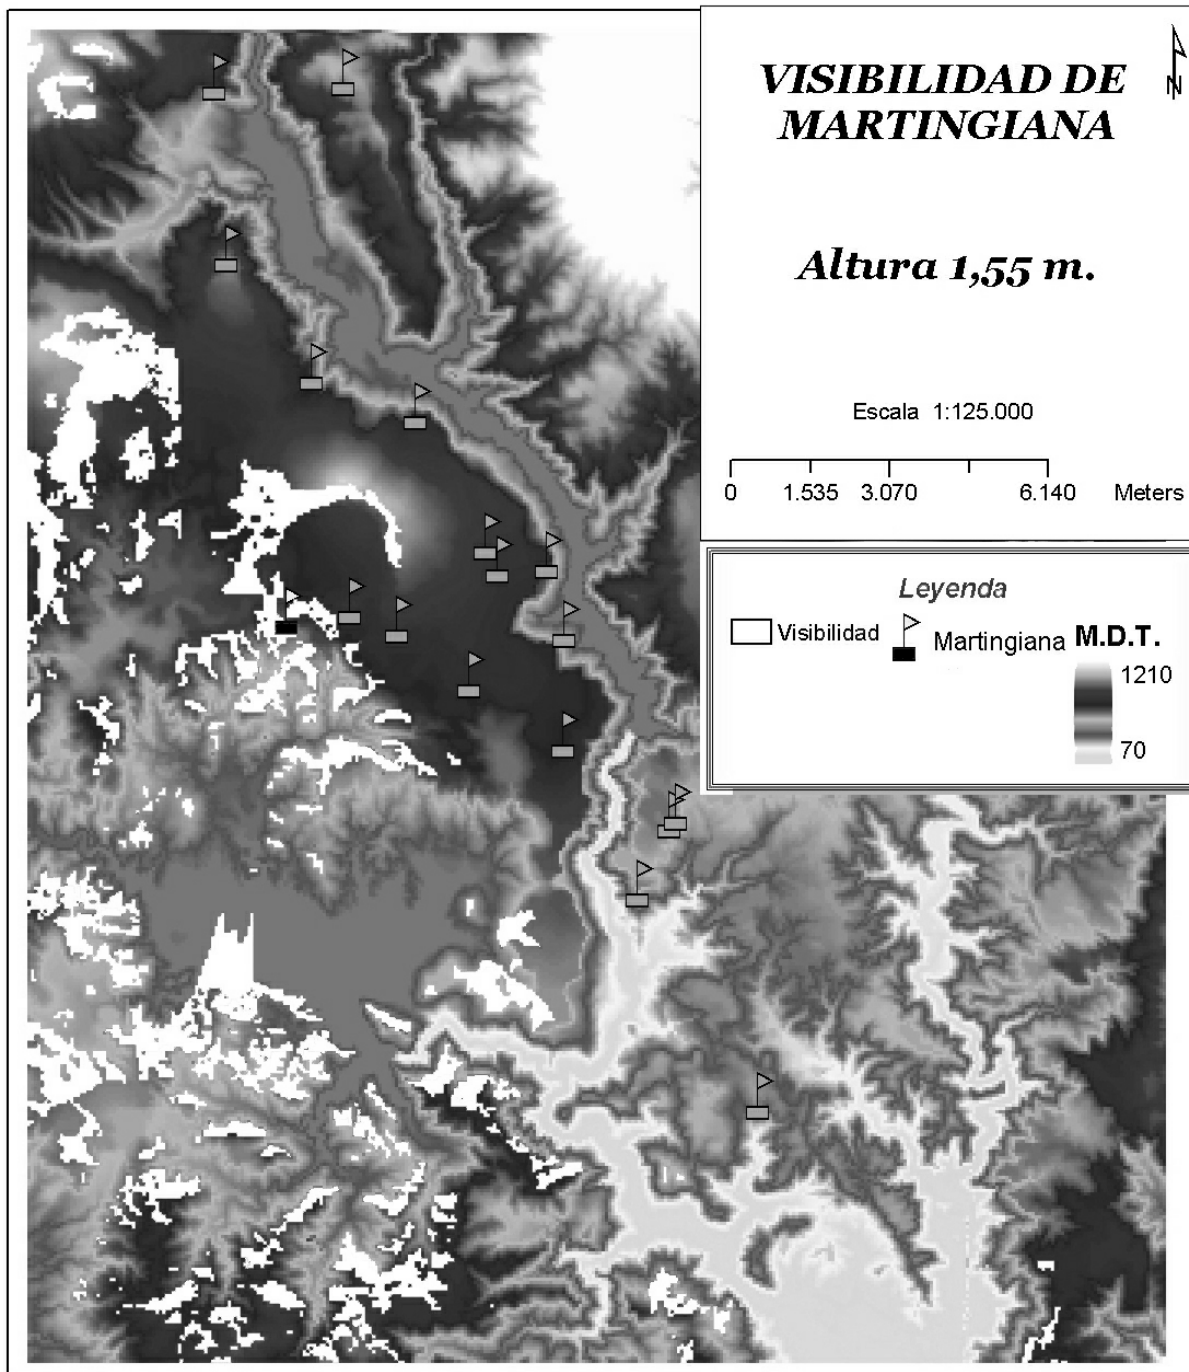 VISIBILIDAD DE
MARTINGIANA
N
Altura 1,55 m.
Escala 1:125.000
0 1.535 3.070 6.140 Meters
Leyenda
Visibilidad
Martingiana
M.D.T.
1210
70